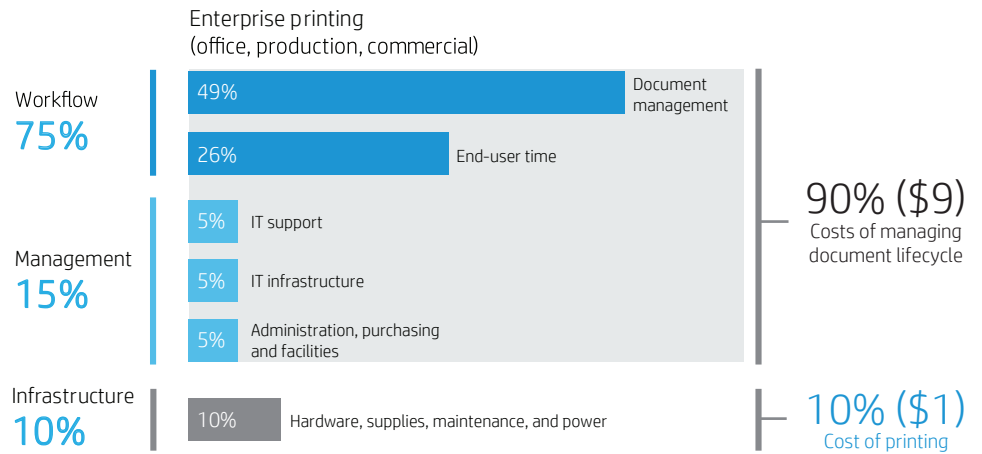 Enterprise printing
(office, production, commercial)
Workflow
75%
49%
Document
management
26%
End-user time
Management
15%
5%
IT support
5%
IT infrastructure
5%
Administration, purchasing
and facilities
90% ($9)
Costs of managing
document lifecycle
Infrastructure
10%
10%
Hardware, supplies, maintenance, and power
10% ($1)
Cost of printing